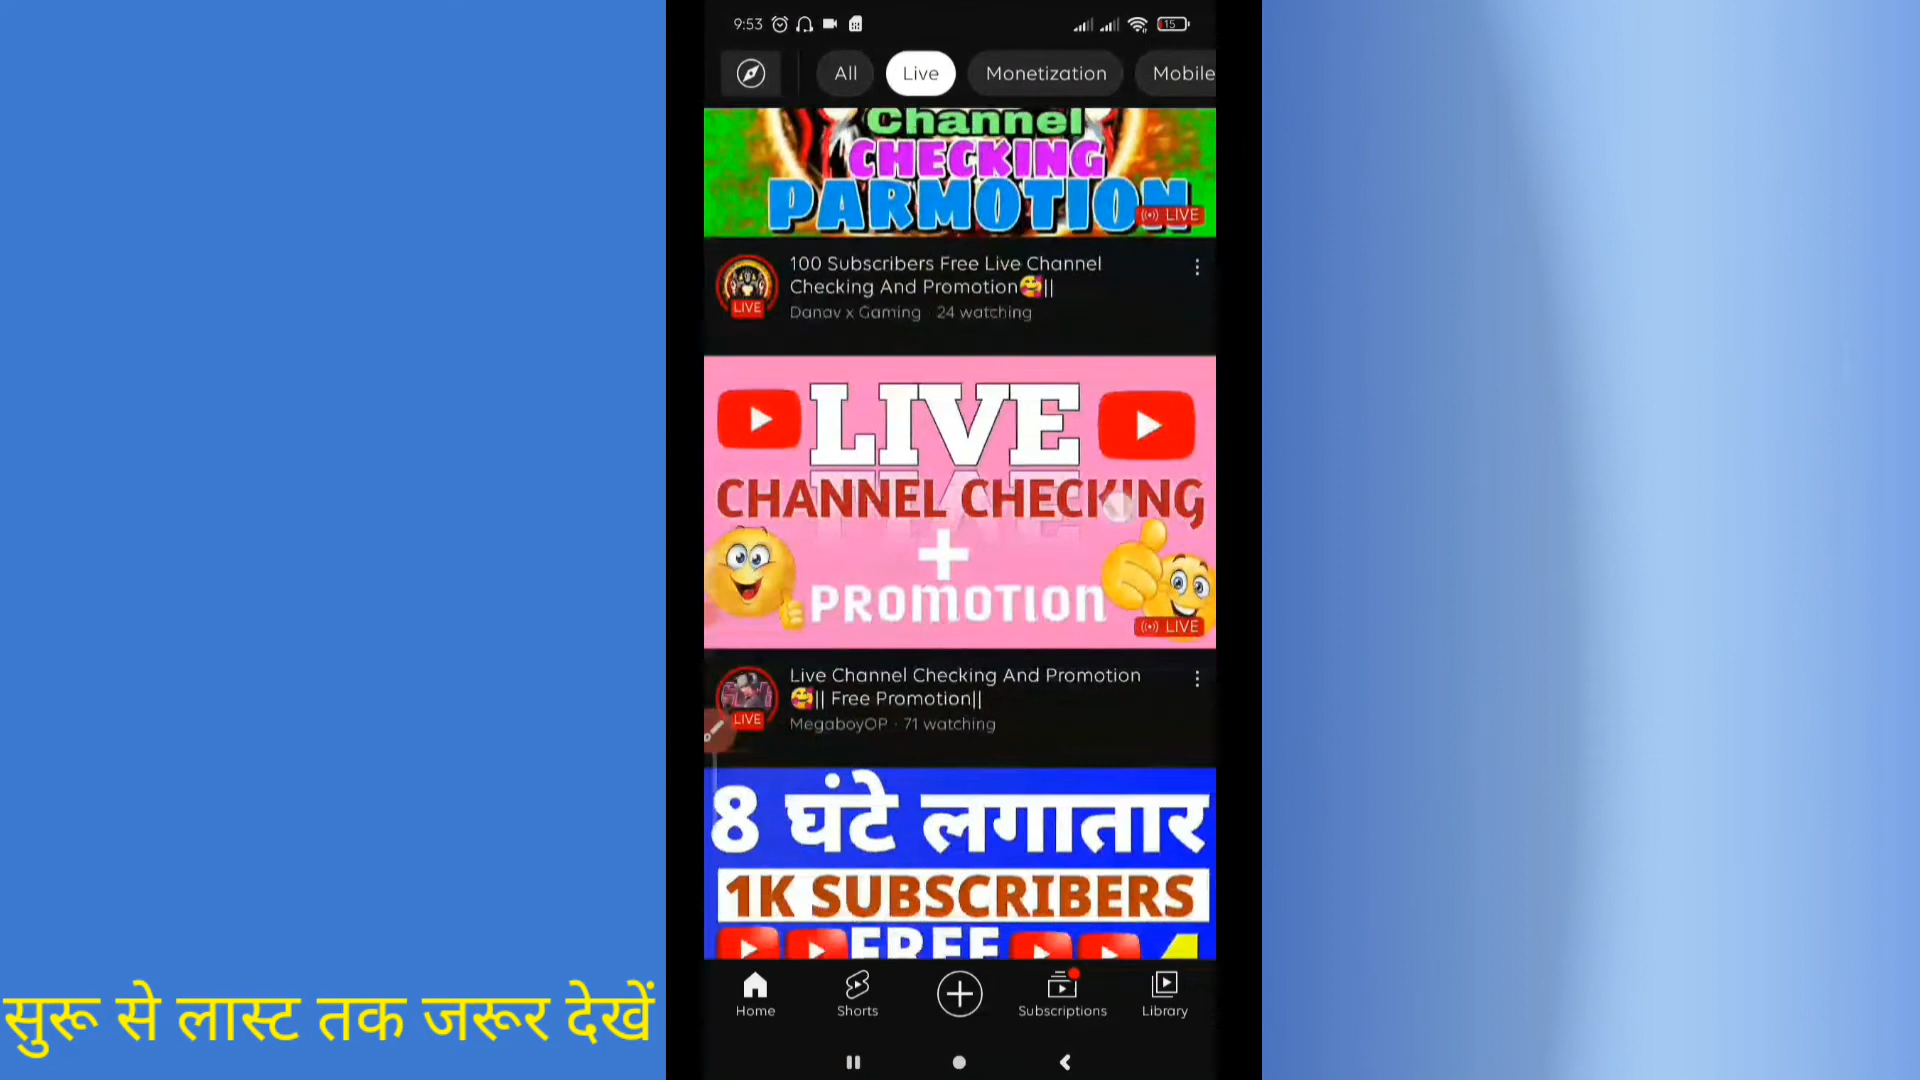 9:53
15
All Live Monetization Mobile
Channel
CHECKING
PARMOTION
LIVE
100 Subscribers Free Live Channel
Checking And Promotion🥰||
LIVE
Danav x Gaming 24 watching
LIVE
CHANNEL CHECKING
+
PROMOTION
LIVE
Live Channel Checking And Promotion
🥰|| Free Promotion||
LIVE
MegaboyOP · 71 watching
8 घंटे लगातार
1K SUBSCRIBERS
FREE
Home Shorts Subscriptions Library
सुरू से लास्ट तक जरूर देखें